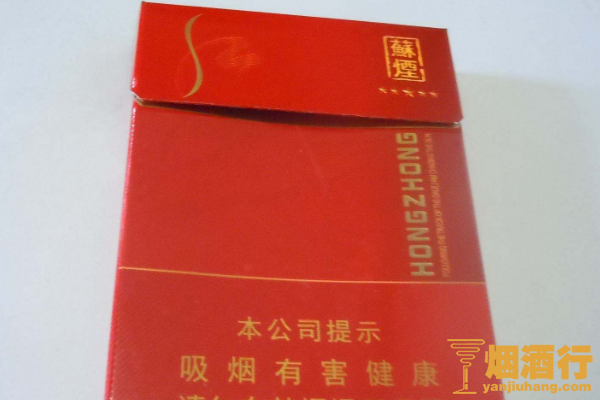 蘇煙
HONGZHONG
本公司提示
吸烟有害健康
烟酒行
yanjiuhang.com